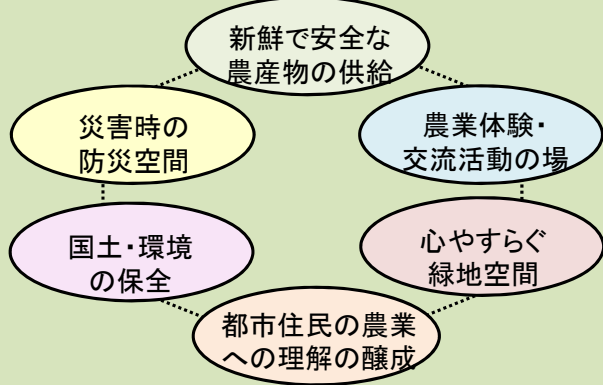 新鮮で安全な
農産物の供給
災害時の
防災空間
農業体験・
交流活動の場
国土・環境
の保全
心やすらぐ
緑地空間
都市住民の農業
への理解の醸成